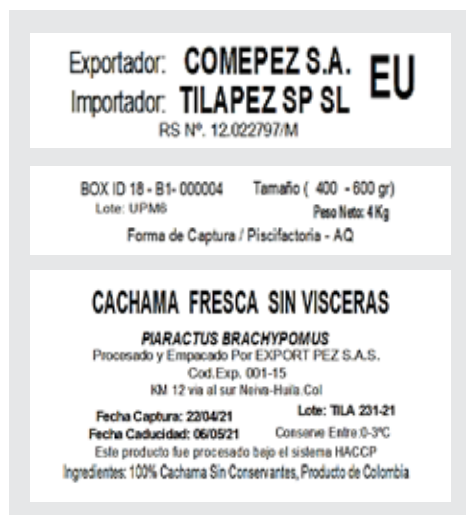 Exportador: COMEPEZ S.A. EU
Importador: TILAPEZ SP SL
RS Nº. 12.022797/M
BOX ID 18 - B1- 000004 Tamaño ( 400 - 600 gr)
Lote: UPM6 Peso Neto: 4 Kg
Forma de Captura / Piscifactoria - AQ
CACHAMA FRESCA SIN VISCERAS
PIARACTUS BRACHYPOMUS
Procesado y Empacado Por EXPORT PEZ S.A.S.
Cod.Exp. 001-15
KM 12 via al sur Neiva-Huila.Col
Fecha Captura: 22/04/21 Lote: TILA 231-21
Fecha Caducidad: 06/05/21 Conserve Entre:0-3ºC
Este producto fue procesado bajo el sistema HACCP
Ingredientes: 100% Cachama Sin Conservantes, Producto de Colombia